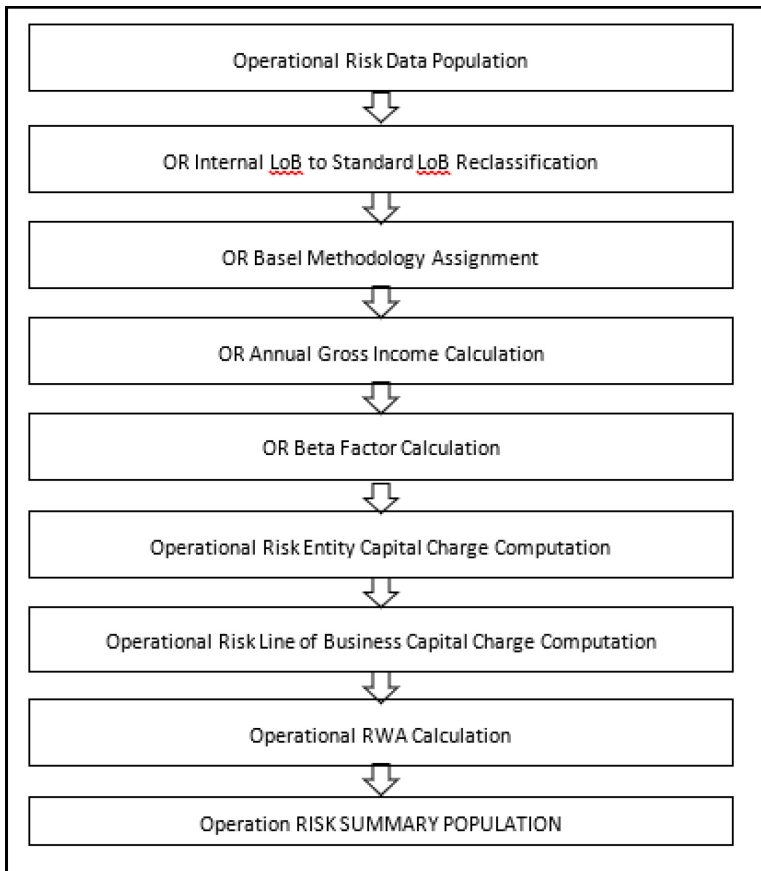 Operational Risk Data Population
OR Internal LoB to Standard LoB Reclassification
OR Basel Methodology Assignment
OR Annual Gross Income Calculation
OR Beta Factor Calculation
Operational Risk Entity Capital Charge Computation
Operational Risk Line of Business Capital Charge Computation
Operational RWA Calculation
Operation RISK SUMMARY POPULATION